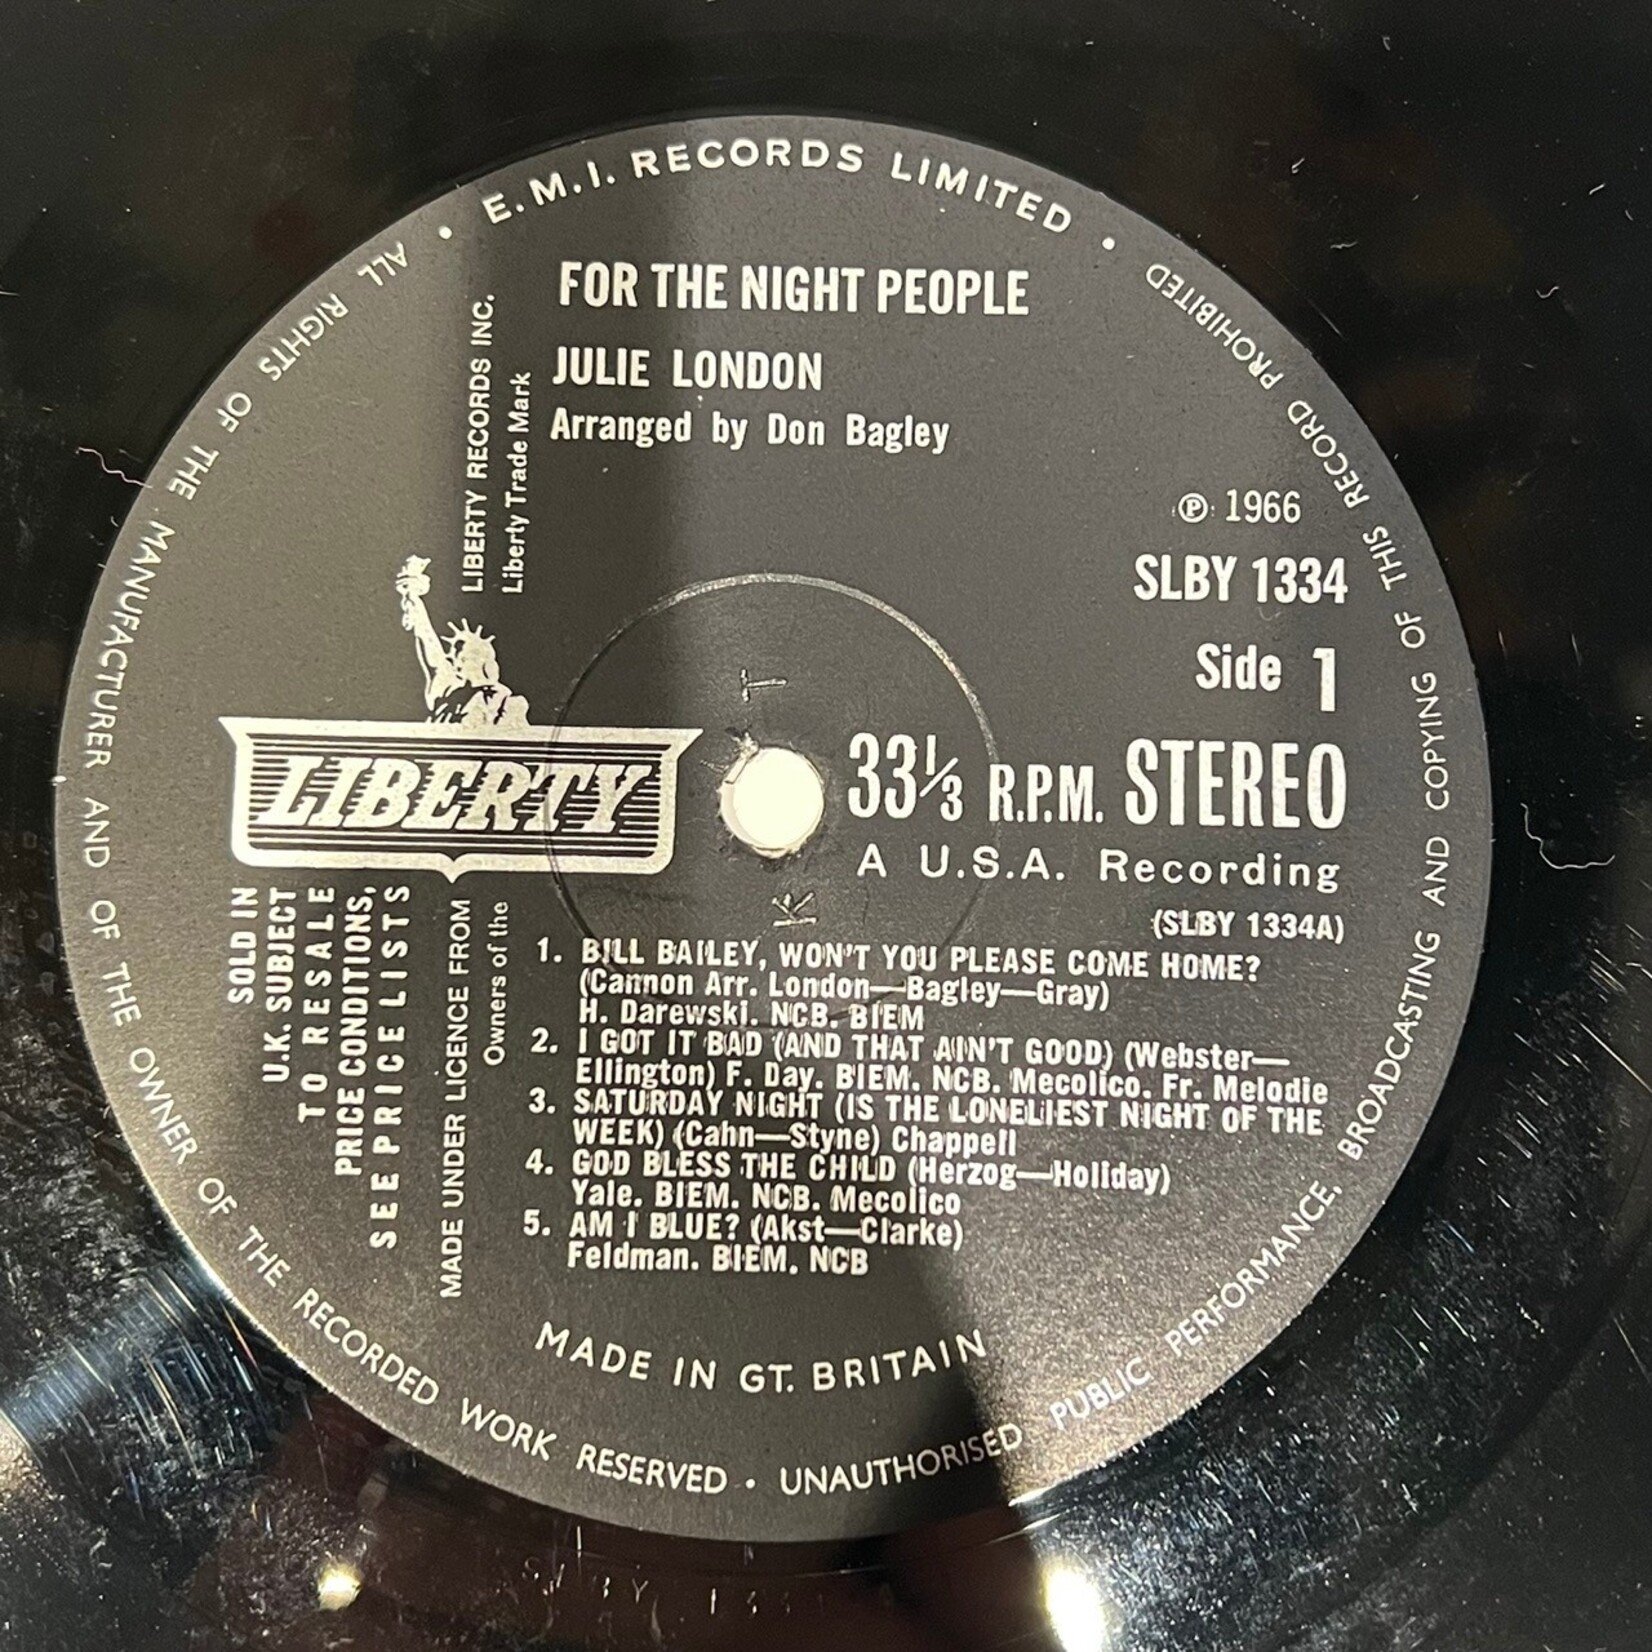 E.M.I. RECORDS LIMITED •
FOR THE NIGHT PEOPLE
JULIE LONDON
Arranged by Don Bagley
LIBERTY RECORDS INC.
Liberty Trade Mark
Ⓟ 1966
SLBY 1334
Side 1
LIBERTY
33⅓ R.P.M. STEREO
A U.S.A. Recording
(SLBY 1334A)
T
K
SOLD IN
U.K. SUBJECT
TO RESALE
PRICE CONDITIONS,
SEE PRICE LISTS
MADE UNDER LICENCE FROM
Owners of the
1. BILL BAILEY, WON'T YOU PLEASE COME HOME?
(Cannon Arr. London—Bagley—Gray)
H. Darewski. NCB. BIEM
2. I GOT IT BAD (AND THAT AIN'T GOOD) (Webster—
Ellington) F. Day. BIEM. NCB. Mecolico. Fr. Melodie
3. SATURDAY NIGHT (IS THE LONELIEST NIGHT OF THE
WEEK) (Cahn—Styne) Chappell
4. GOD BLESS THE CHILD (Herzog—Holiday)
Yale. BIEM. NCB. Mecolico
5. AM I BLUE? (Akst—Clarke)
Feldman. BIEM. NCB
MADE IN GT. BRITAIN
ALL RIGHTS OF THE MANUFACTURER AND OF THE OWNER OF THE RECORDED WORK RESERVED • UNAUTHORISED PUBLIC PERFORMANCE, BROADCASTING AND COPYING OF THIS RECORD PROHIBITED •